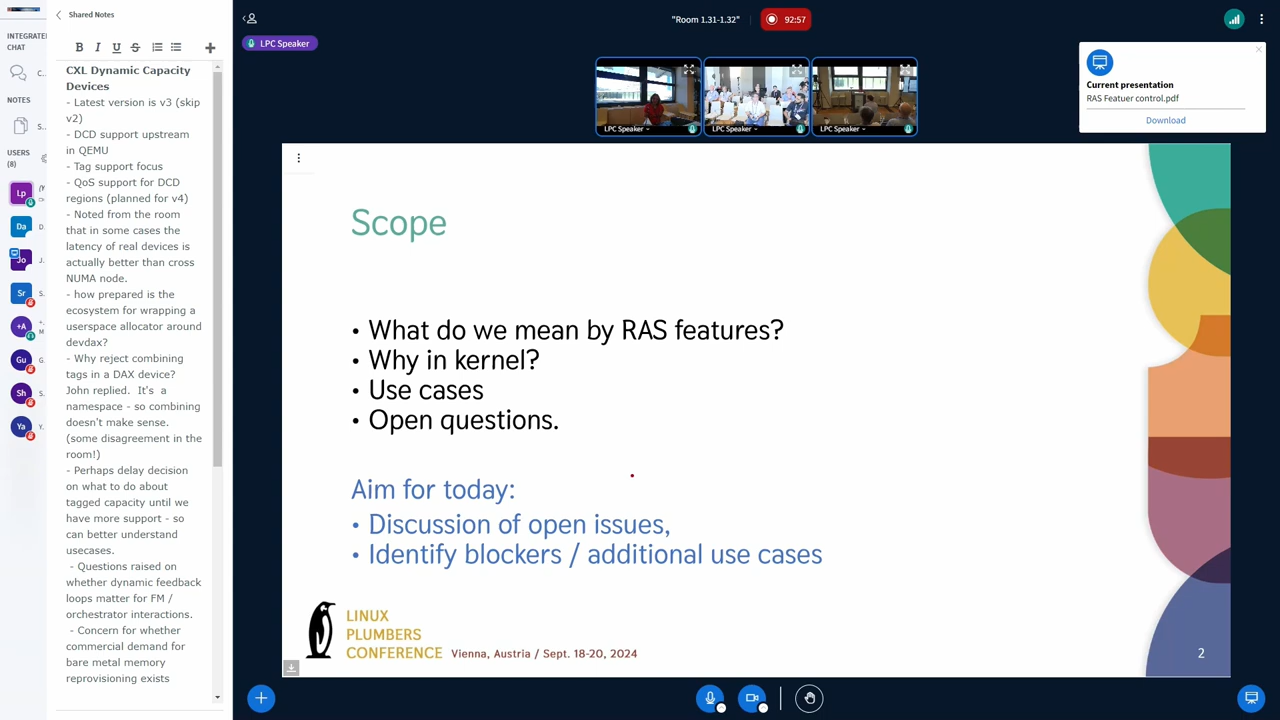 INTEGRATE
CHAT
C..
NOTES
S..
USERS
(8)
Lp
Da
D.
Jo
J.
Sr
S.
+A
+.
M
Gu
G.
Sh
S.
Ya
Y.
Shared Notes
B I U S
CXL Dynamic Capacity
Devices
- Latest version is v3 (skip
v2)
- DCD support upstream
in QEMU
- Tag support focus
- QoS support for DCD
regions (planned for v4)
- Noted from the room
that in some cases the
latency of real devices is
actually better than cross
NUMA node.
- how prepared is the
ecosystem for wrapping a
userspace allocator around
devdax?
- Why reject combining
tags in a DAX device?
John replied. It's a
namespace - so combining
doesn't make sense.
(some disagreement in the
room!)
- Perhaps delay decision
on what to do about
tagged capacity until we
have more support - so
can better understand
usecases.
- Questions raised on
whether dynamic feedback
loops matter for FM /
orchestrator interactions.
- Concern for whether
commercial demand for
bare metal memory
reprovisioning exists
"Room 1.31-1.32"
92:57
LPC Speaker
LPC Speaker
LPC Speaker
LPC Speaker
Current presentation
RAS Featuer control.pdf
Download
Scope
• What do we mean by RAS features?
• Why in kernel?
• Use cases
• Open questions.
Aim for today:
• Discussion of open issues,
• Identify blockers / additional use cases
LINUX
PLUMBERS
CONFERENCE
Vienna, Austria / Sept. 18-20, 2024
2